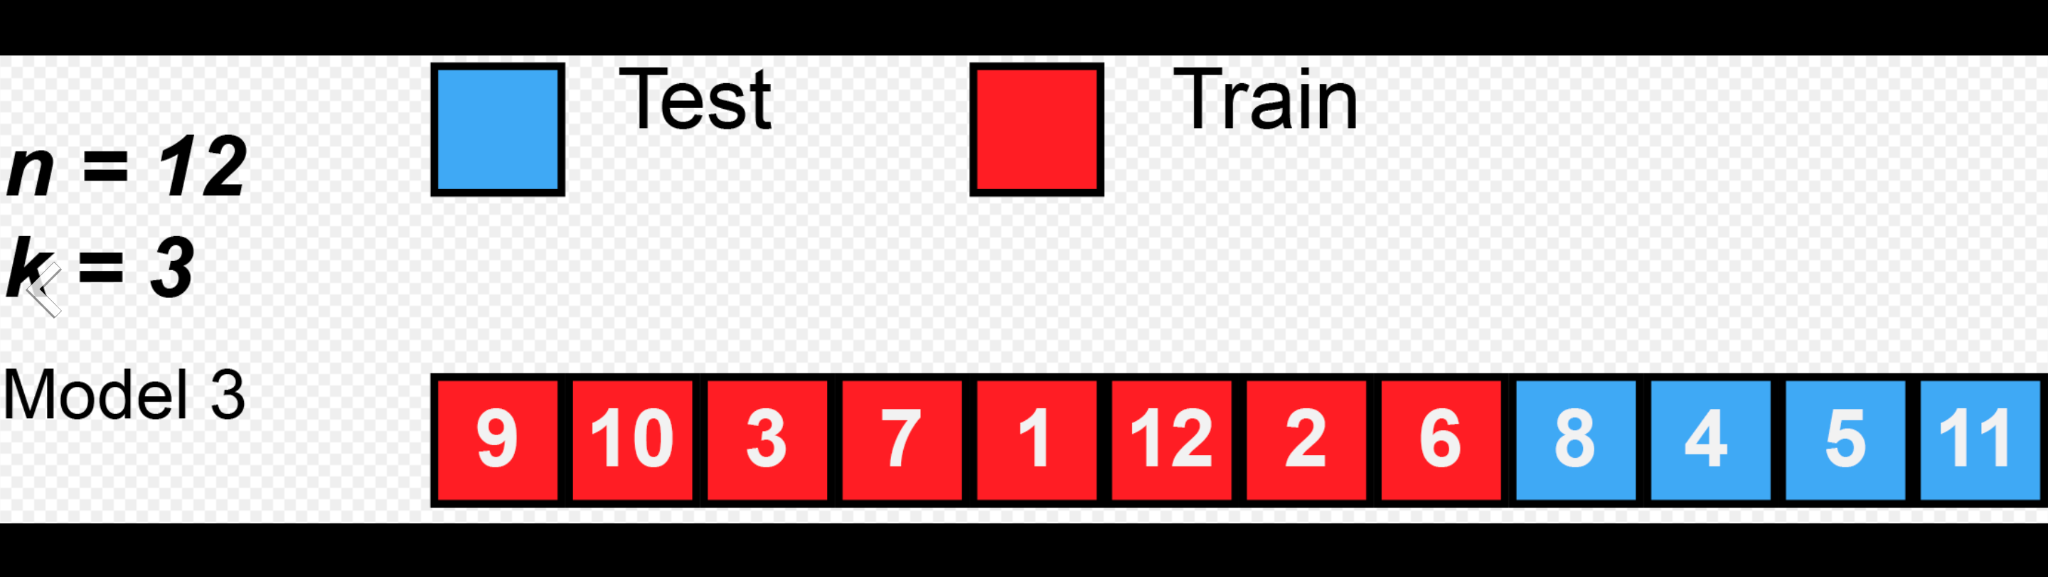 Test Train
n = 12
k = 3
Model 3
9 10 3 7 1 12 2 6 8 4 5 11